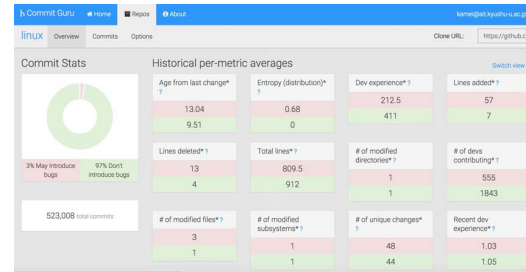 Commit Guru Home Repos About kamei@ait.kyushu-u.ac.jp
linux Overview Commits Options Clone URL: https://github.c
Commit Stats
Historical per-metric averages
Switch view
3% May Introduce bugs
97% Don't introduce bugs
523,008 total commits
Age from last change* ?
13.04
9.51
Entropy (distribution)* ?
0.68
0
Dev experience* ?
212.5
411
Lines added* ?
57
7
Lines deleted* ?
13
4
Total lines* ?
809.5
912
# of modified directories* ?
1
1
# of devs contributing* ?
555
1843
# of modified files* ?
3
1
# of modified subsystems* ?
1
1
# of unique changes* ?
48
44
Recent dev experience* ?
1.03
1.05